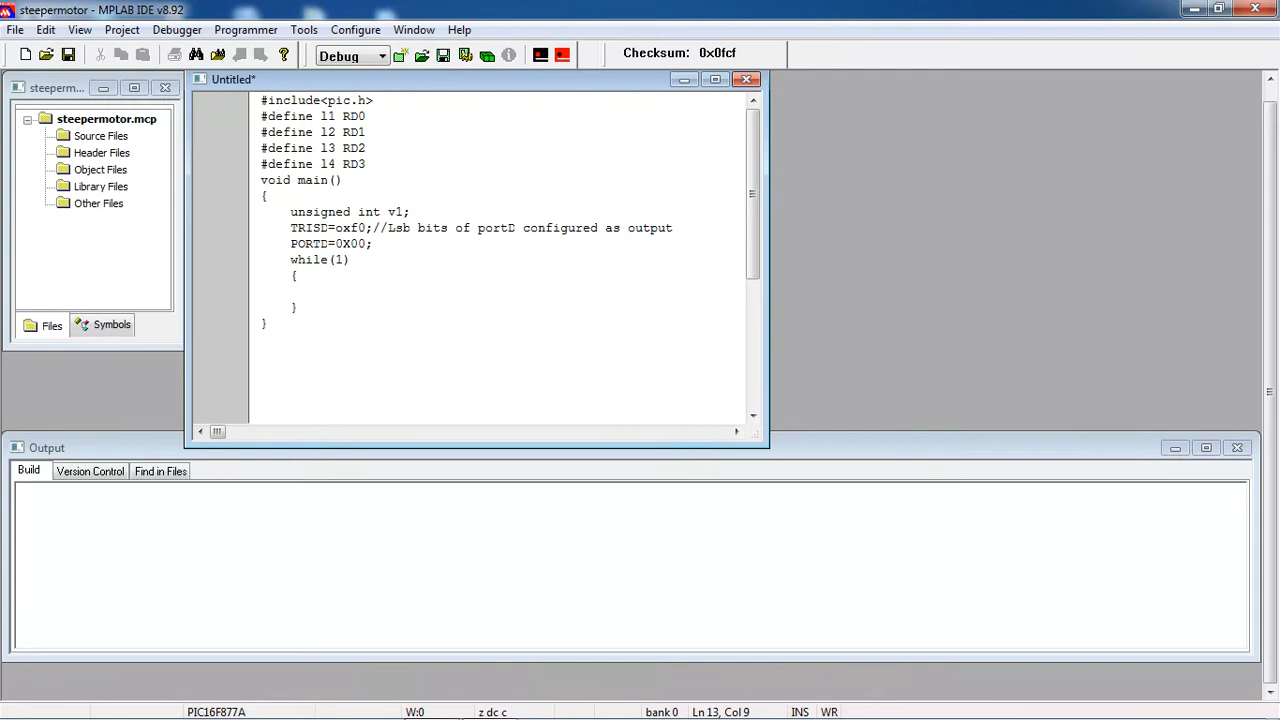 steepermotor - MPLAB IDE v8.92
File Edit View Project Debugger Programmer Tools Configure Window Help
Debug
Checksum: 0x0fcf
steeperm...
steepermotor.mcp
Source Files
Header Files
Object Files
Library Files
Other Files
Files Symbols
Untitled*
#include<pic.h>
#define l1 RD0
#define l2 RD1
#define l3 RD2
#define l4 RD3
void main()
{
unsigned int v1;
TRISD=oxf0;//Lsb bits of portD configured as output
PORTD=0X00;
while(1)
{
}
}
Output
Build Version Control Find in Files
PIC16F877A W:0 z dc c bank 0 Ln 13, Col 9 INS WR